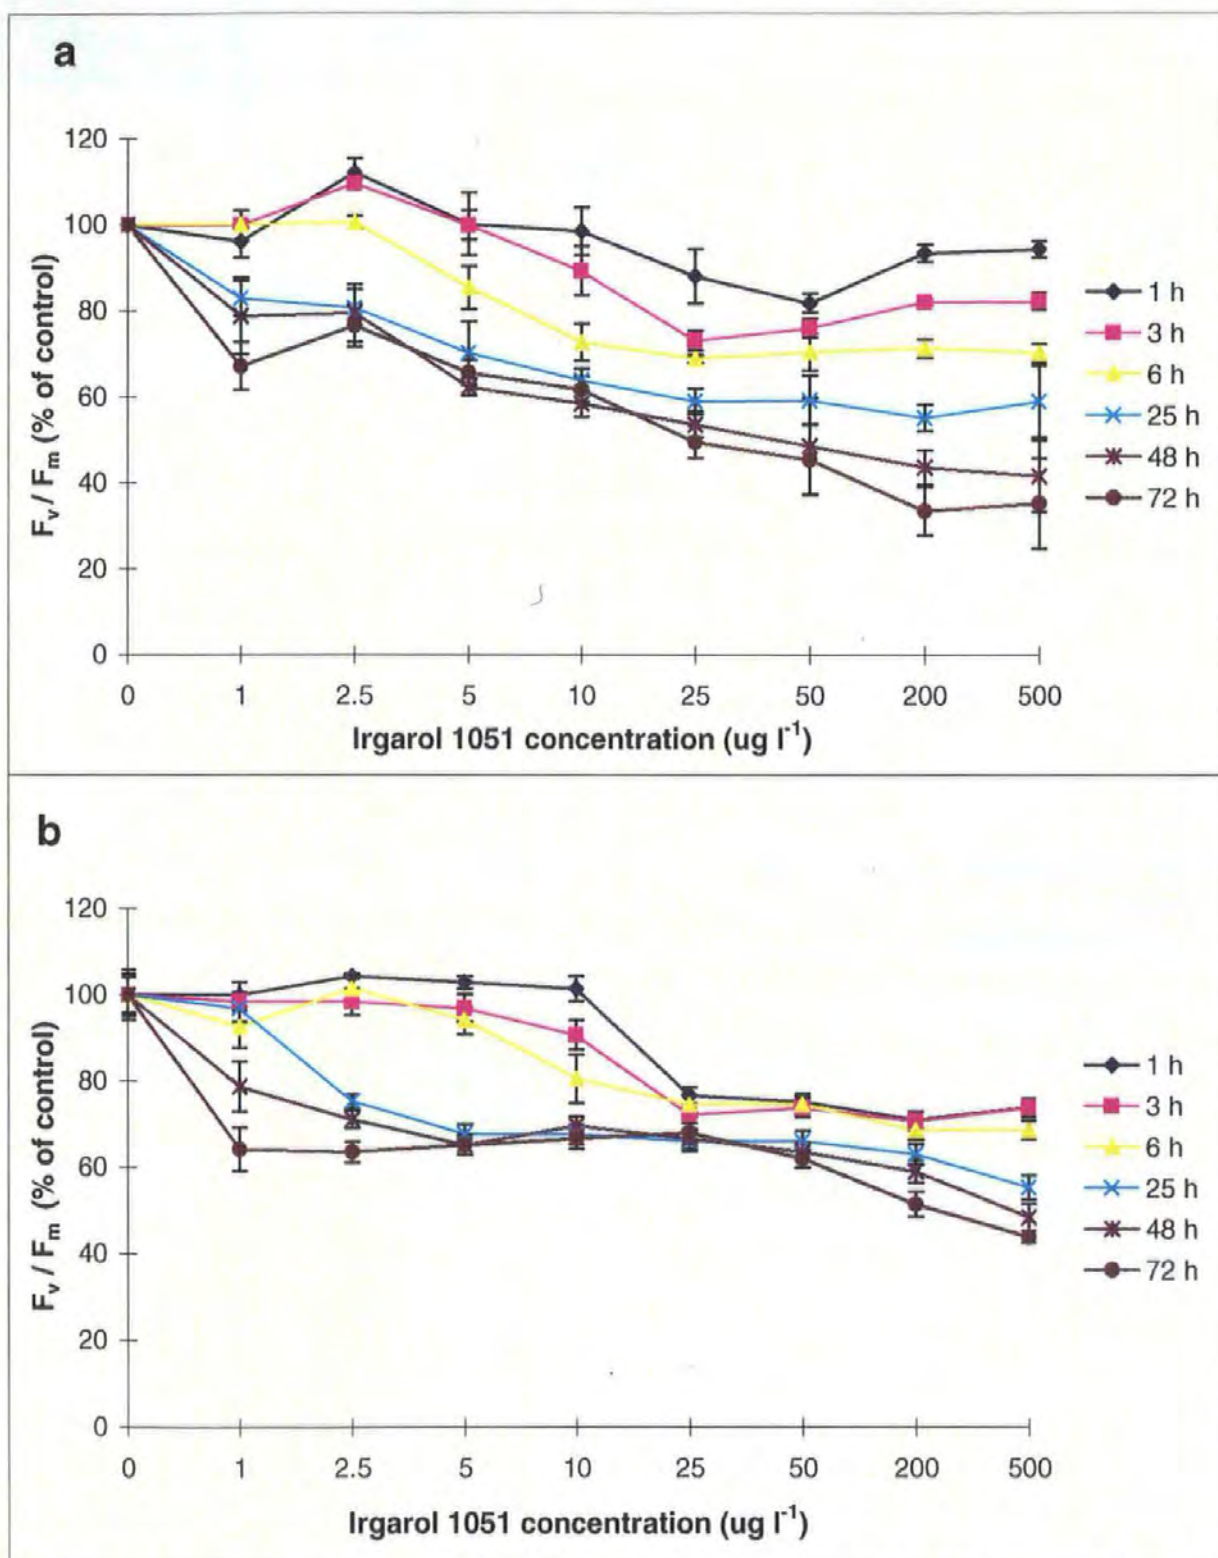 a
120
100
80
60
40
20
0
Fv / Fm (% of control)
0 1 2.5 5 10 25 50 200 500
Irgarol 1051 concentration (ug l-1)
1 h
3 h
6 h
25 h
48 h
72 h
b
120
100
80
60
40
20
0
Fv / Fm (% of control)
0 1 2.5 5 10 25 50 200 500
Irgarol 1051 concentration (ug l-1)
1 h
3 h
6 h
25 h
48 h
72 h